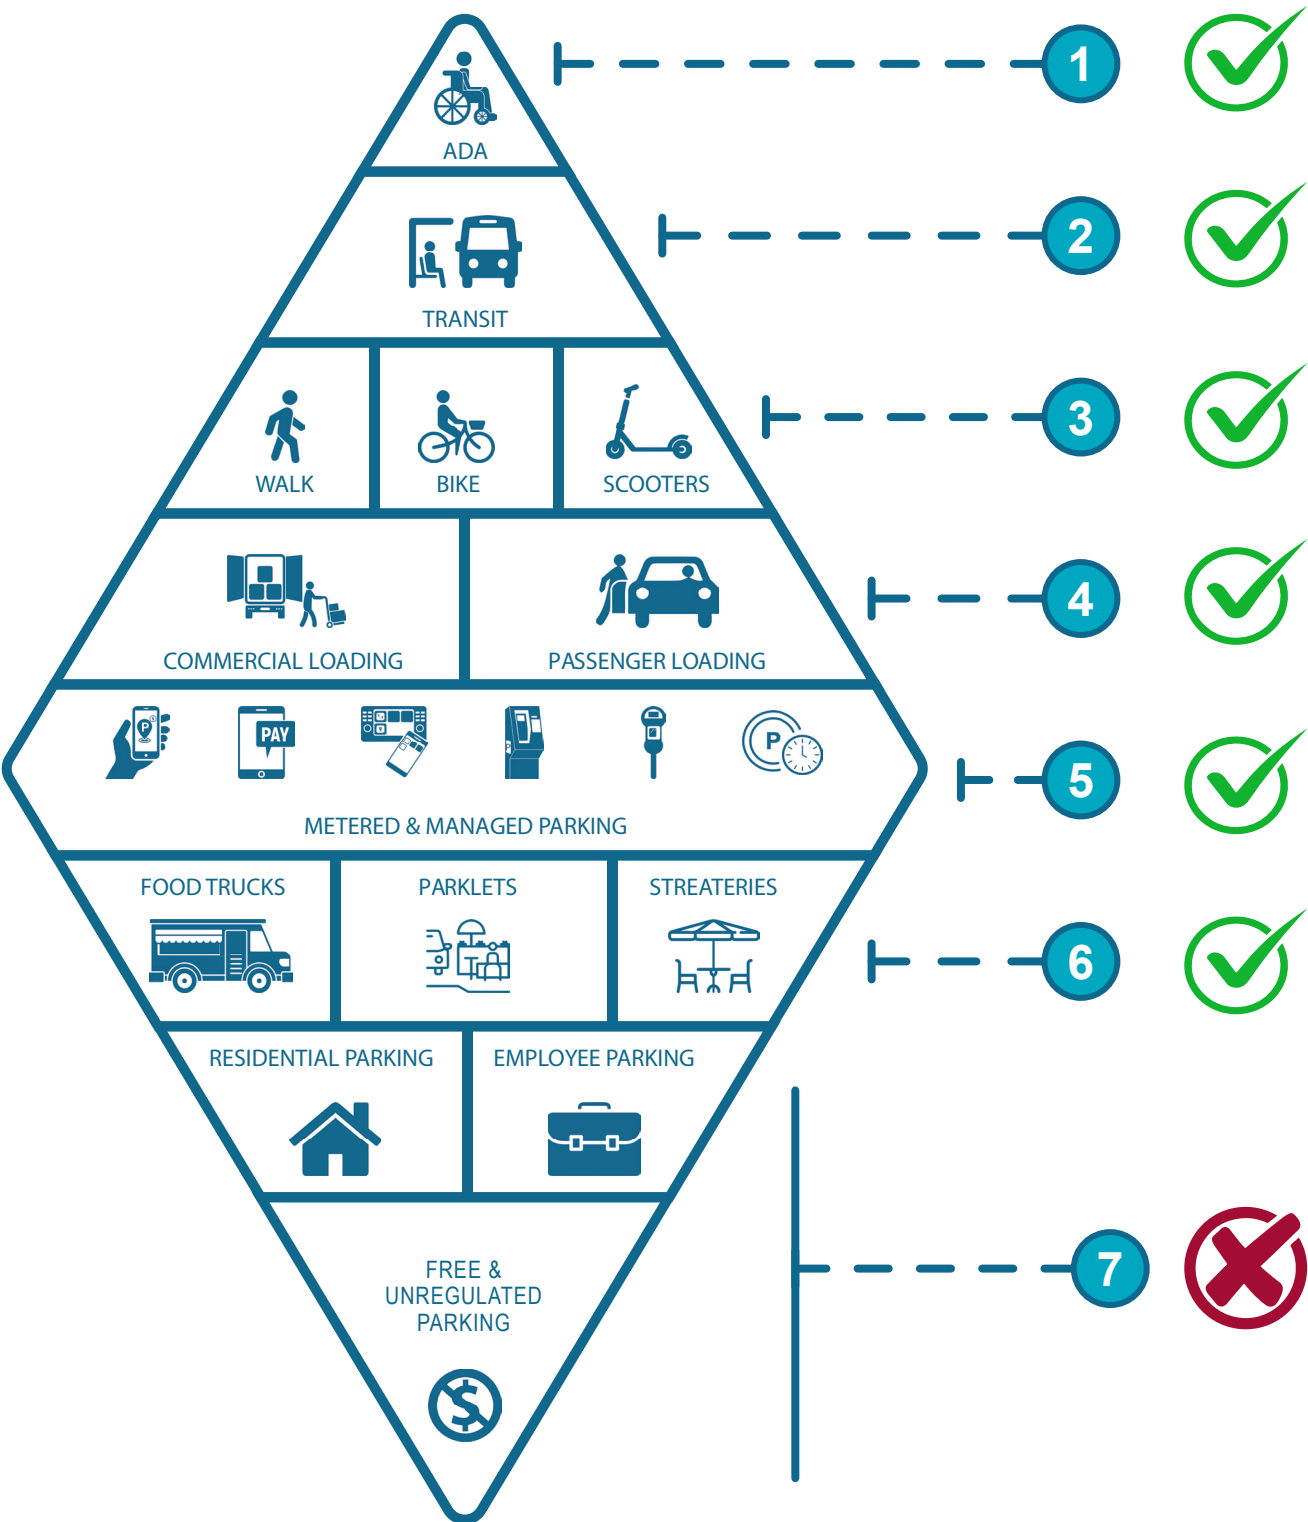 1
ADA
2
TRANSIT
3
WALK
BIKE
SCOOTERS
4
COMMERCIAL LOADING
PASSENGER LOADING
P
$
PAY
P
P
5
METERED & MANAGED PARKING
FOOD TRUCKS
PARKLETS
STREATERIES
6
RESIDENTIAL PARKING
EMPLOYEE PARKING
7
FREE &
UNREGULATED
PARKING
$